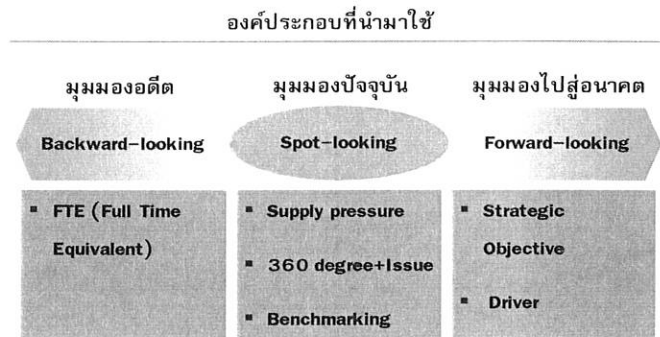 องค์ประกอบที่นำมาใช้
มุมมองอดีต
Backward-looking
▪ FTE (Full Time
Equivalent)
มุมมองปัจจุบัน
Spot-looking
▪ Supply pressure
▪ 360 degree+Issue
▪ Benchmarking
มุมมองไปสู่อนาคต
Forward-looking
▪ Strategic
Objective
▪ Driver